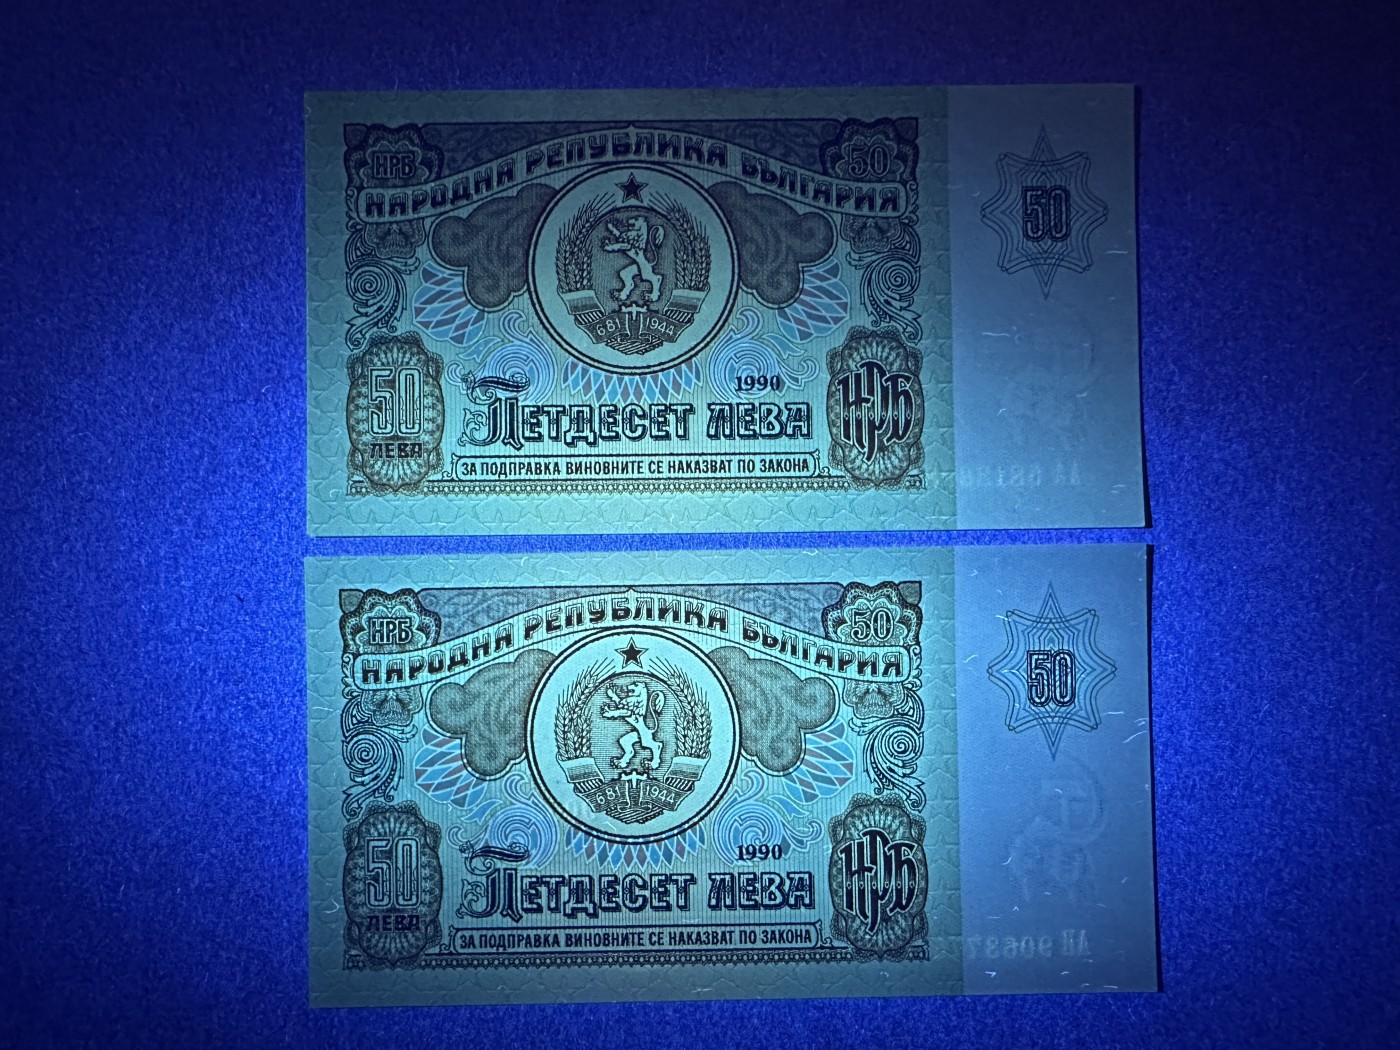 НРБ
50
НАРОДНА РЕПУБЛИКА БЪЛГАРИЯ
50
681 1944
1990
50
ЛЕВА
ПЕТДЕСЕТ ЛЕВА
НРБ
ЗА ПОДПРАВКА ВИНОВНИТЕ СЕ НАКАЗВАТ ПО ЗАКОНА
НРБ
50
НАРОДНА РЕПУБЛИКА БЪЛГАРИЯ
50
681 1944
1990
50
ЛЕВА
ПЕТДЕСЕТ ЛЕВА
НРБ
ЗА ПОДПРАВКА ВИНОВНИТЕ СЕ НАКАЗВАТ ПО ЗАКОНА